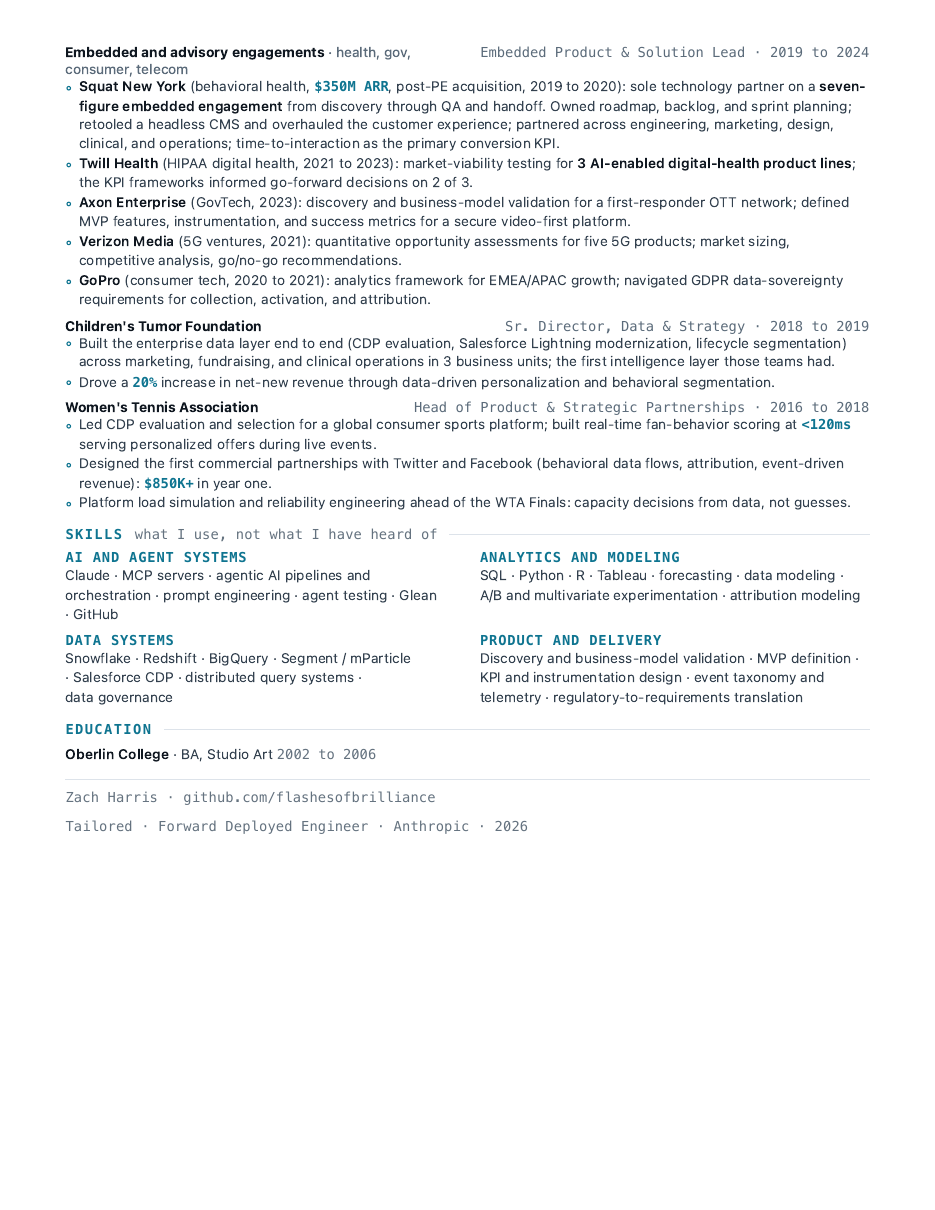 Embedded and advisory engagements · health, gov, consumer, telecom
Embedded Product & Solution Lead · 2019 to 2024
Squat New York (behavioral health, $350M ARR, post-PE acquisition, 2019 to 2020): sole technology partner on a seven-
figure embedded engagement from discovery through QA and handoff. Owned roadmap, backlog, and sprint planning;
retooled a headless CMS and overhauled the customer experience; partnered across engineering, marketing, design,
clinical, and operations; time-to-interaction as the primary conversion KPI.
Twill Health (HIPAA digital health, 2021 to 2023): market-viability testing for 3 AI-enabled digital-health product lines;
the KPI frameworks informed go-forward decisions on 2 of 3.
Axon Enterprise (GovTech, 2023): discovery and business-model validation for a first-responder OTT network; defined
MVP features, instrumentation, and success metrics for a secure video-first platform.
Verizon Media (5G ventures, 2021): quantitative opportunity assessments for five 5G products; market sizing,
competitive analysis, go/no-go recommendations.
GoPro (consumer tech, 2020 to 2021): analytics framework for EMEA/APAC growth; navigated GDPR data-sovereignty
requirements for collection, activation, and attribution.
Children's Tumor Foundation Sr. Director, Data & Strategy · 2018 to 2019
Built the enterprise data layer end to end (CDP evaluation, Salesforce Lightning modernization, lifecycle segmentation)
across marketing, fundraising, and clinical operations in 3 business units; the first intelligence layer those teams had.
Drove a 20% increase in net-new revenue through data-driven personalization and behavioral segmentation.
Women's Tennis Association Head of Product & Strategic Partnerships · 2016 to 2018
Led CDP evaluation and selection for a global consumer sports platform; built real-time fan-behavior scoring at <120ms
serving personalized offers during live events.
Designed the first commercial partnerships with Twitter and Facebook (behavioral data flows, attribution, event-driven
revenue): $850K+ in year one.
Platform load simulation and reliability engineering ahead of the WTA Finals: capacity decisions from data, not guesses.
SKILLS what I use, not what I have heard of
AI AND AGENT SYSTEMS
Claude · MCP servers · agentic AI pipelines and
orchestration · prompt engineering · agent testing · Glean
· GitHub
ANALYTICS AND MODELING
SQL · Python · R · Tableau · forecasting · data modeling ·
A/B and multivariate experimentation · attribution modeling
DATA SYSTEMS
Snowflake · Redshift · BigQuery · Segment / mParticle
· Salesforce CDP · distributed query systems ·
data governance
PRODUCT AND DELIVERY
Discovery and business-model validation · MVP definition ·
KPI and instrumentation design · event taxonomy and
telemetry · regulatory-to-requirements translation
EDUCATION
Oberlin College · BA, Studio Art 2002 to 2006
Zach Harris · github.com/flashesofbrilliance
Tailored · Forward Deployed Engineer · Anthropic · 2026